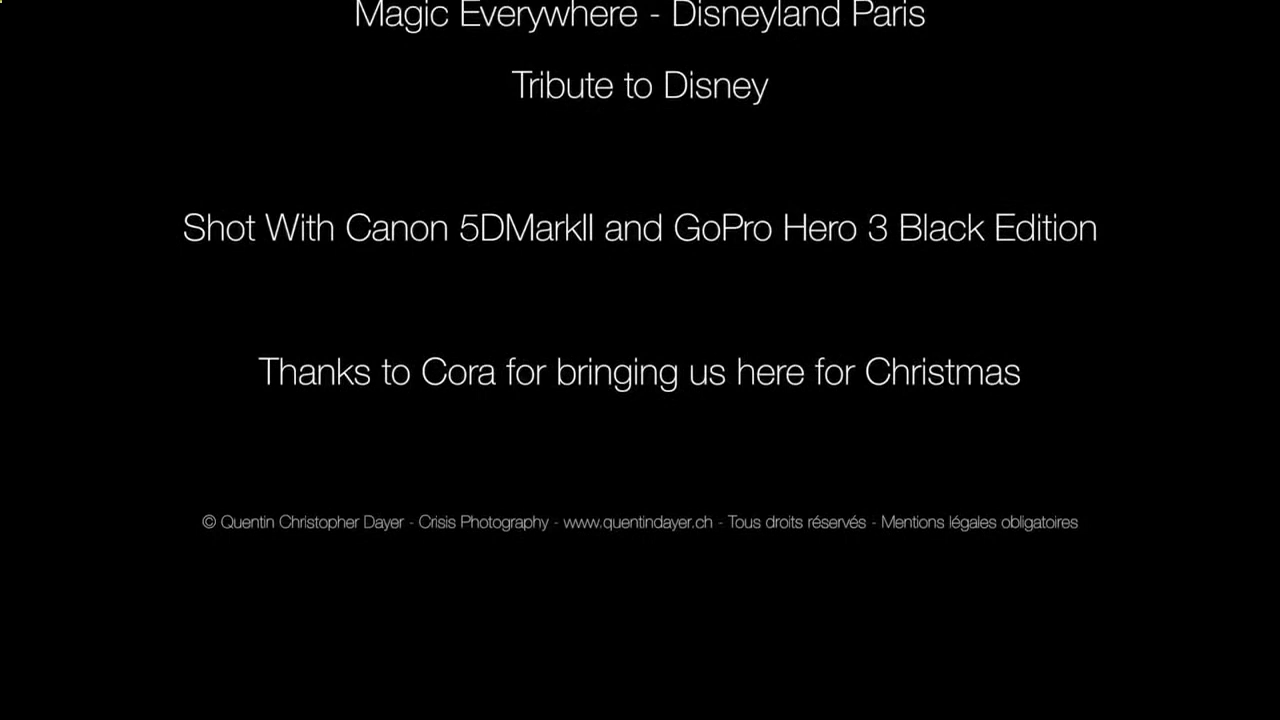 Magic Everywhere - Disneyland Paris
Tribute to Disney
Shot With Canon 5DMarkII and GoPro Hero 3 Black Edition
Thanks to Cora for bringing us here for Christmas
© Quentin Christopher Dayer - Crisis Photography - www.quentindayer.ch - Tous droits réservés - Mentions légales obligatoires